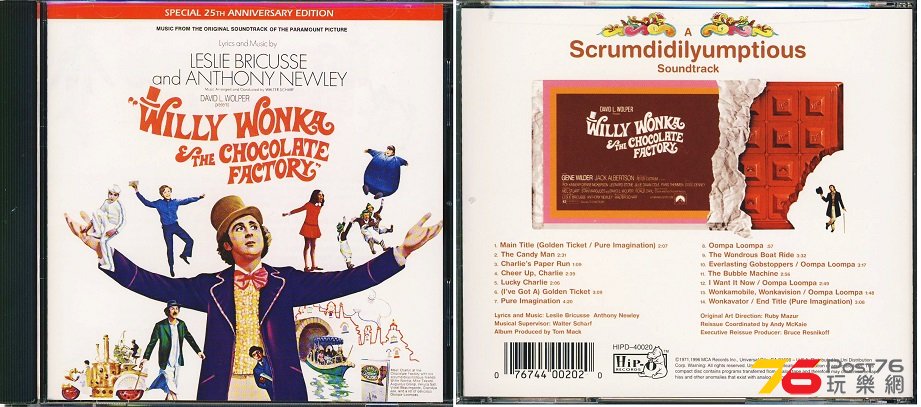 SPECIAL 25TH ANNIVERSARY EDITION
MUSIC FROM THE ORIGINAL SOUNDTRACK OF THE PARAMOUNT PICTURE
Lyrics and Music by
LESLIE BRICUSSE
and ANTHONY NEWLEY
Music Arranged and Conducted by WALTER SCHARF
DAVID L. WOLPER
presents
WILLY WONKA
& THE CHOCOLATE
FACTORY
A
Scrumdidilyumptious
Soundtrack
DAVID L. WOLPER
WILLY WONKA
& THE CHOCOLATE
FACTORY
GENE WILDER JACK ALBERTSON
1. Main Title (Golden Ticket / Pure Imagination) 2:07
2. The Candy Man 2:31
3. Charlie's Paper Run 1:09
4. Cheer Up, Charlie 2:39
5. Lucky Charlie 2:05
6. (I've Got A) Golden Ticket 3:09
7. Pure Imagination 4:20
8. Oompa Loompa :57
9. The Wondrous Boat Ride 3:32
10. Everlasting Gobstoppers / Oompa Loompa 3:17
11. The Bubble Machine 2:56
12. I Want It Now / Oompa Loompa 2:49
13. Wonkamobile, Wonkavision / Oompa Loompa 1:48
14. Wonkavator / End Title (Pure Imagination) 3:08
Lyrics and Music: Leslie Bricusse Anthony Newley
Musical Supervisor: Walter Scharf
Album Produced by Tom Mack
Original Art Direction: Ruby Mazur
Reissue Coordinated by Andy McKaie
Executive Reissue Producer: Bruce Resnikoff
HIPD-40020
HIP-O
RECORDS
0 76744 00202 0
76 Post76
玩樂網